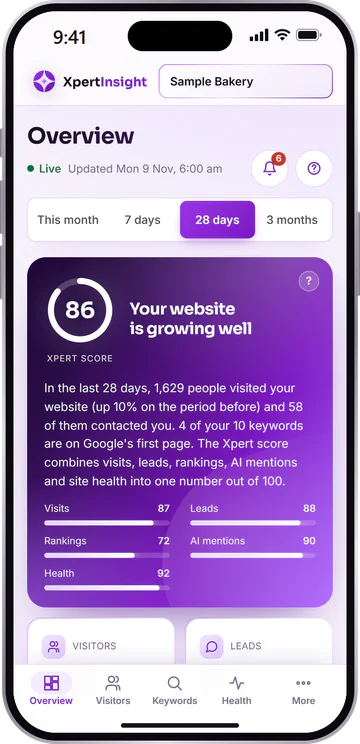 9:41
XpertInsight
Sample Bakery
Overview
Live Updated Mon 9 Nov, 6:00 am
6
?
This month 7 days 28 days 3 months
?
86
Your website
is growing well
XPERT SCORE
In the last 28 days, 1,629 people visited your
website (up 10% on the period before) and 58
of them contacted you. 4 of your 10 keywords
are on Google's first page. The Xpert score
combines visits, leads, rankings, AI mentions
and site health into one number out of 100.
Visits 87 Leads 88
Rankings 72 AI mentions 90
Health 92
VISITORS LEADS
Overview Visitors Keywords Health More